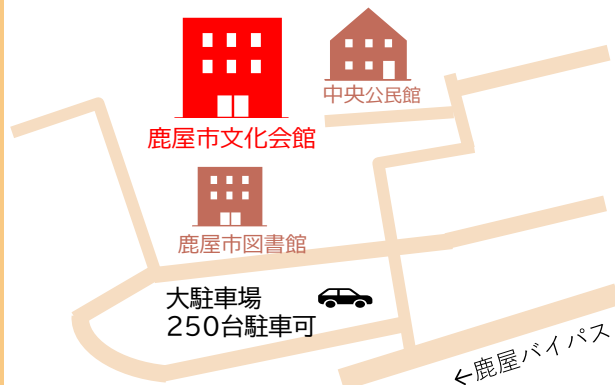 中央公民館
鹿屋市文化会館
鹿屋市図書館
大駐車場
250台駐車可
←鹿屋バイパス